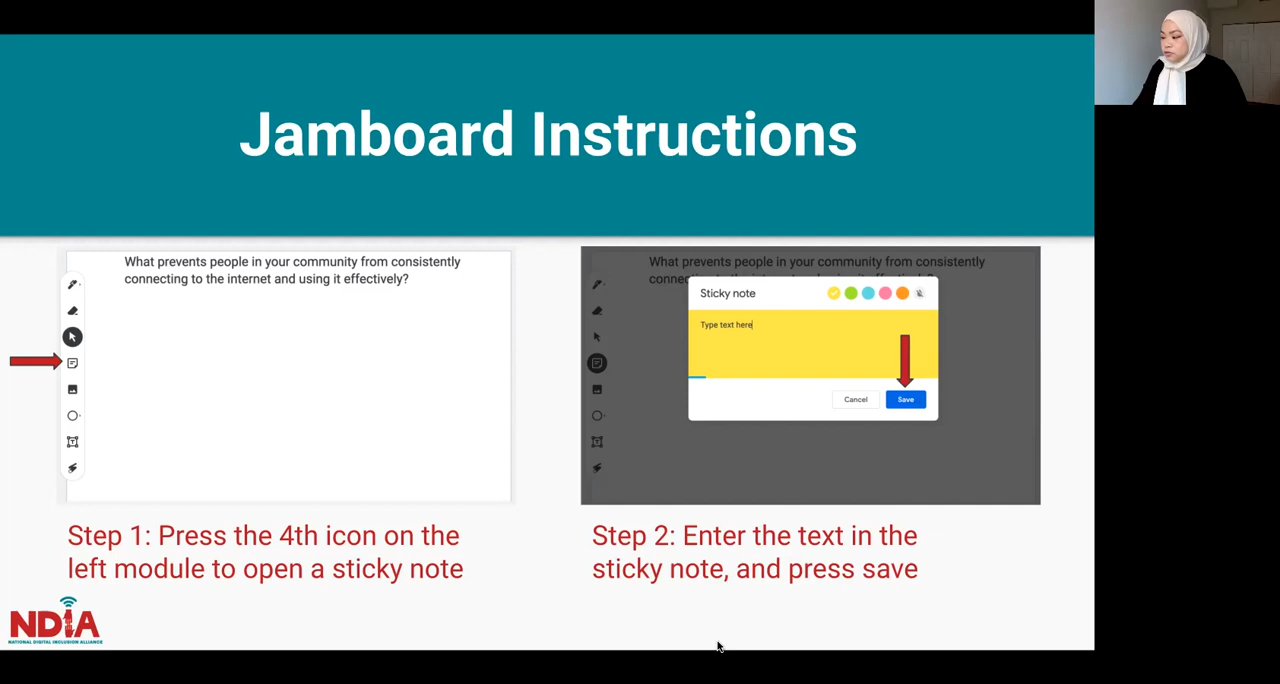 Jamboard Instructions
What prevents people in your community from consistently
connecting to the internet and using it effectively?
Step 1: Press the 4th icon on the
left module to open a sticky note
What prevents people in your community from consistently
Sticky note
Type text here
Cancel
Save
Step 2: Enter the text in the
sticky note, and press save
NDIA
NATIONAL DIGITAL INCLUSION ALLIANCE